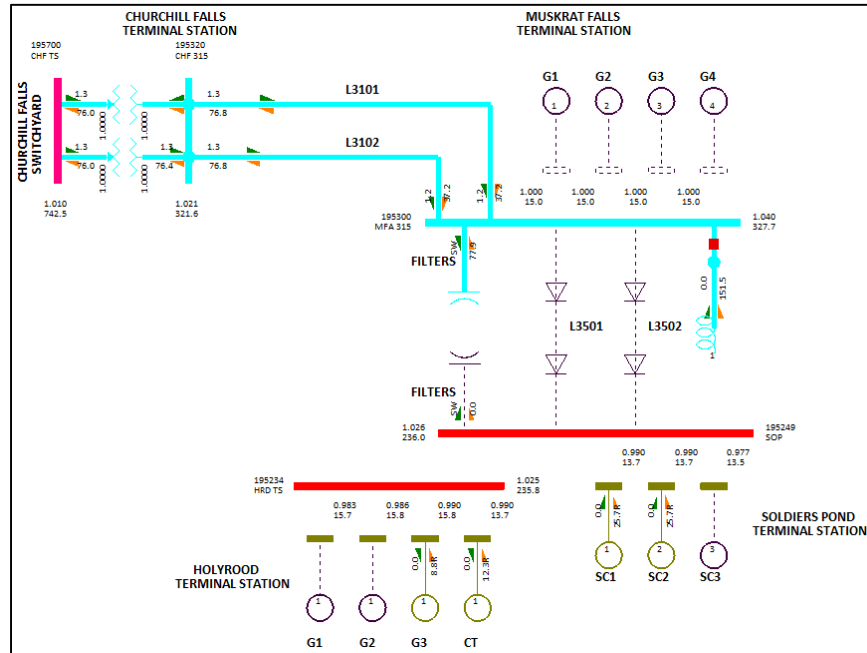 CHURCHILL FALLS
TERMINAL STATION
MUSKRAT FALLS
TERMINAL STATION
195700
CHF TS
195320
CHF 315
G1
G2
G3
G4
1.3
76.0
1.0000
1.0000
1.3
76.8
L3101
1
2
3
4
CHURCHILL FALLS
SWITCHYARD
1.3
76.0
1.0000
1.0000
1.3
76.4
1.3
76.8
L3102
1.010
742.5
1.021
321.6
1.2
37.2
1.2
37.2
1.000
15.0
1.000
15.0
1.000
15.0
1.000
15.0
195300
MFA 315
1.040
327.7
FILTERS
SW
77.9
0.0
151.5
1
L3501
L3502
FILTERS
SW
0.0
1.026
236.0
195249
SOP
195234
HRD TS
1.025
235.8
0.990
13.7
0.990
13.7
0.977
13.5
0.983
15.7
0.986
15.8
0.990
15.8
0.990
13.7
0.0
25.7R
0.0
25.7R
1
2
3
SC1
SC2
SC3
SOLDIERS POND
TERMINAL STATION
0.0
8.8R
0.0
12.3R
HOLYROOD
TERMINAL STATION
1
1
1
1
G1
G2
G3
CT